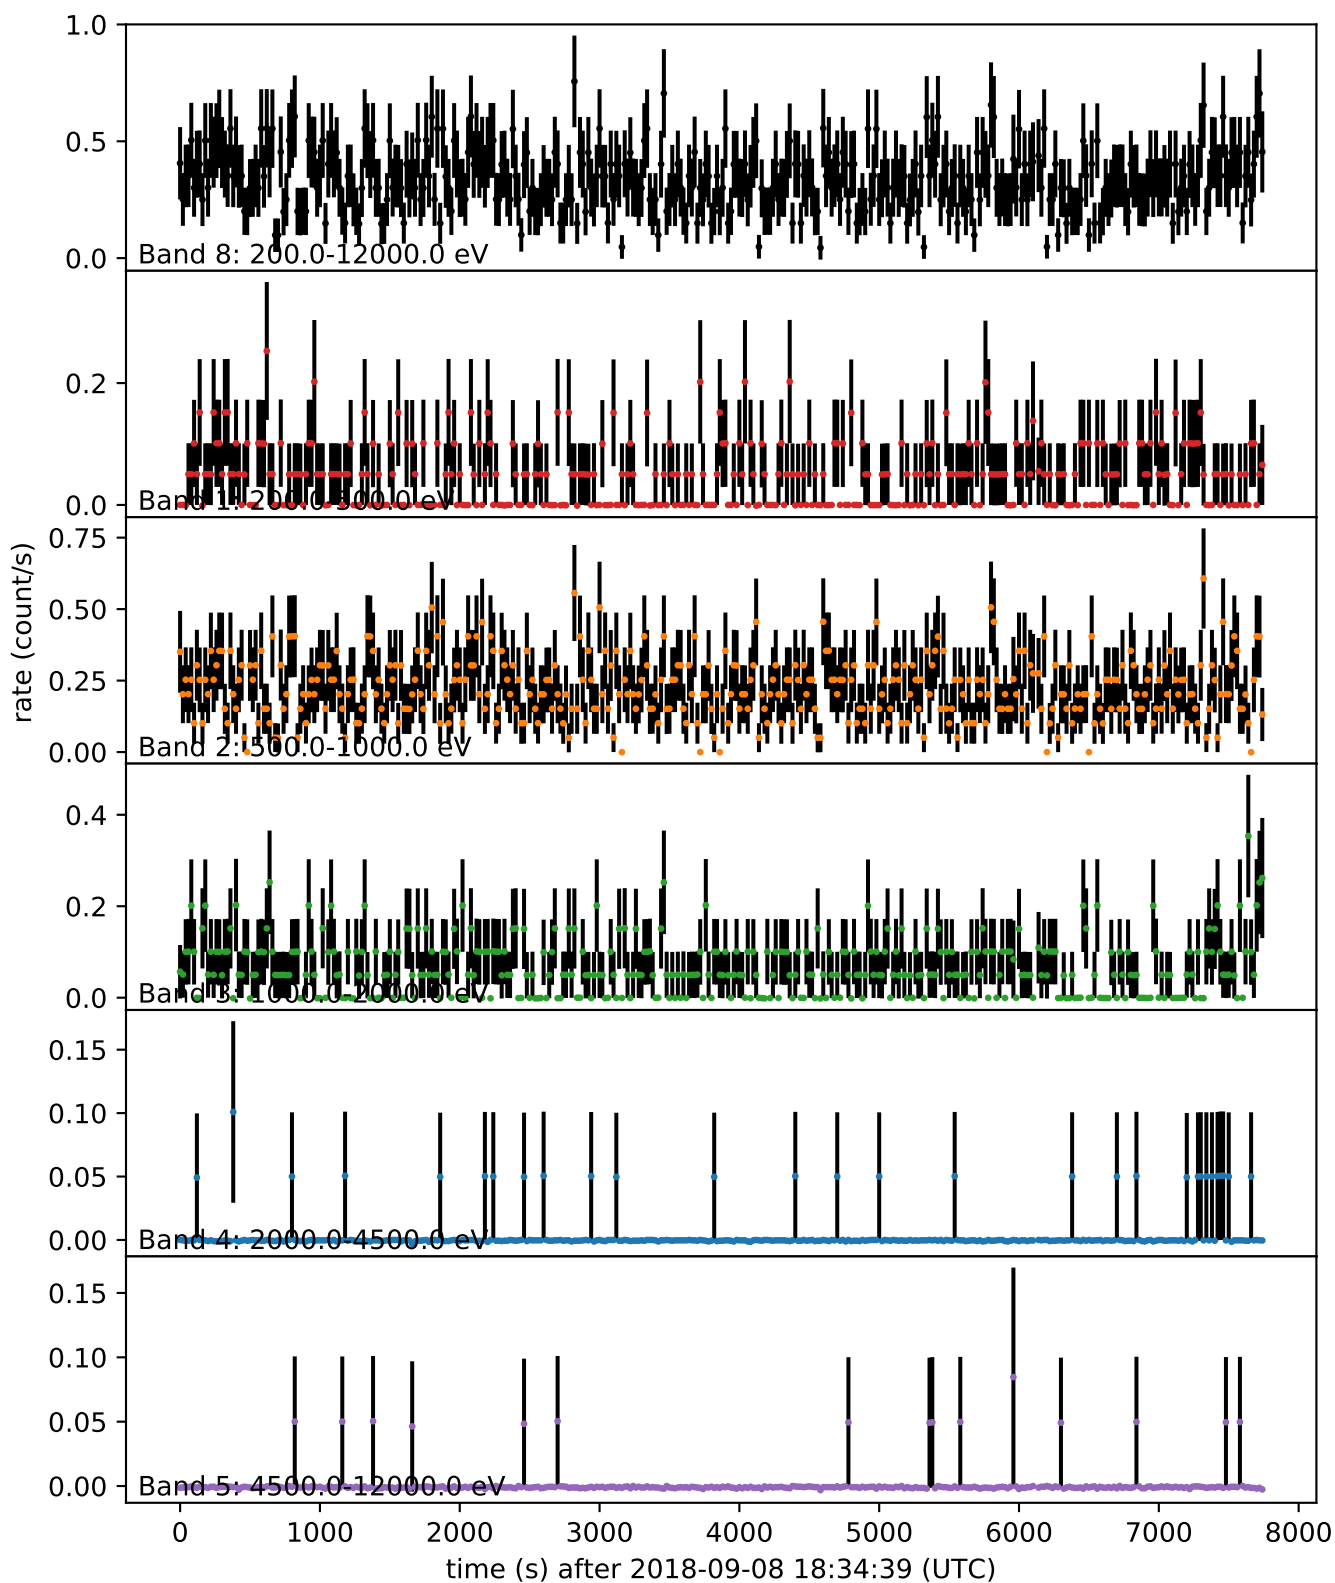 1.0
0.5
0.0
Band 8: 200.0-12000.0 eV
0.2
0.0
Band 1: 200.0-500.0 eV
0.75
0.50
0.25
0.00
Band 2: 500.0-1000.0 eV
rate (count/s)
0.4
0.2
0.0
Band 3: 1000.0-2000.0 eV
0.15
0.10
0.05
0.00
Band 4: 2000.0-4500.0 eV
0.15
0.10
0.05
0.00
Band 5: 4500.0-12000.0 eV
0 1000 2000 3000 4000 5000 6000 7000 8000
time (s) after 2018-09-08 18:34:39 (UTC)